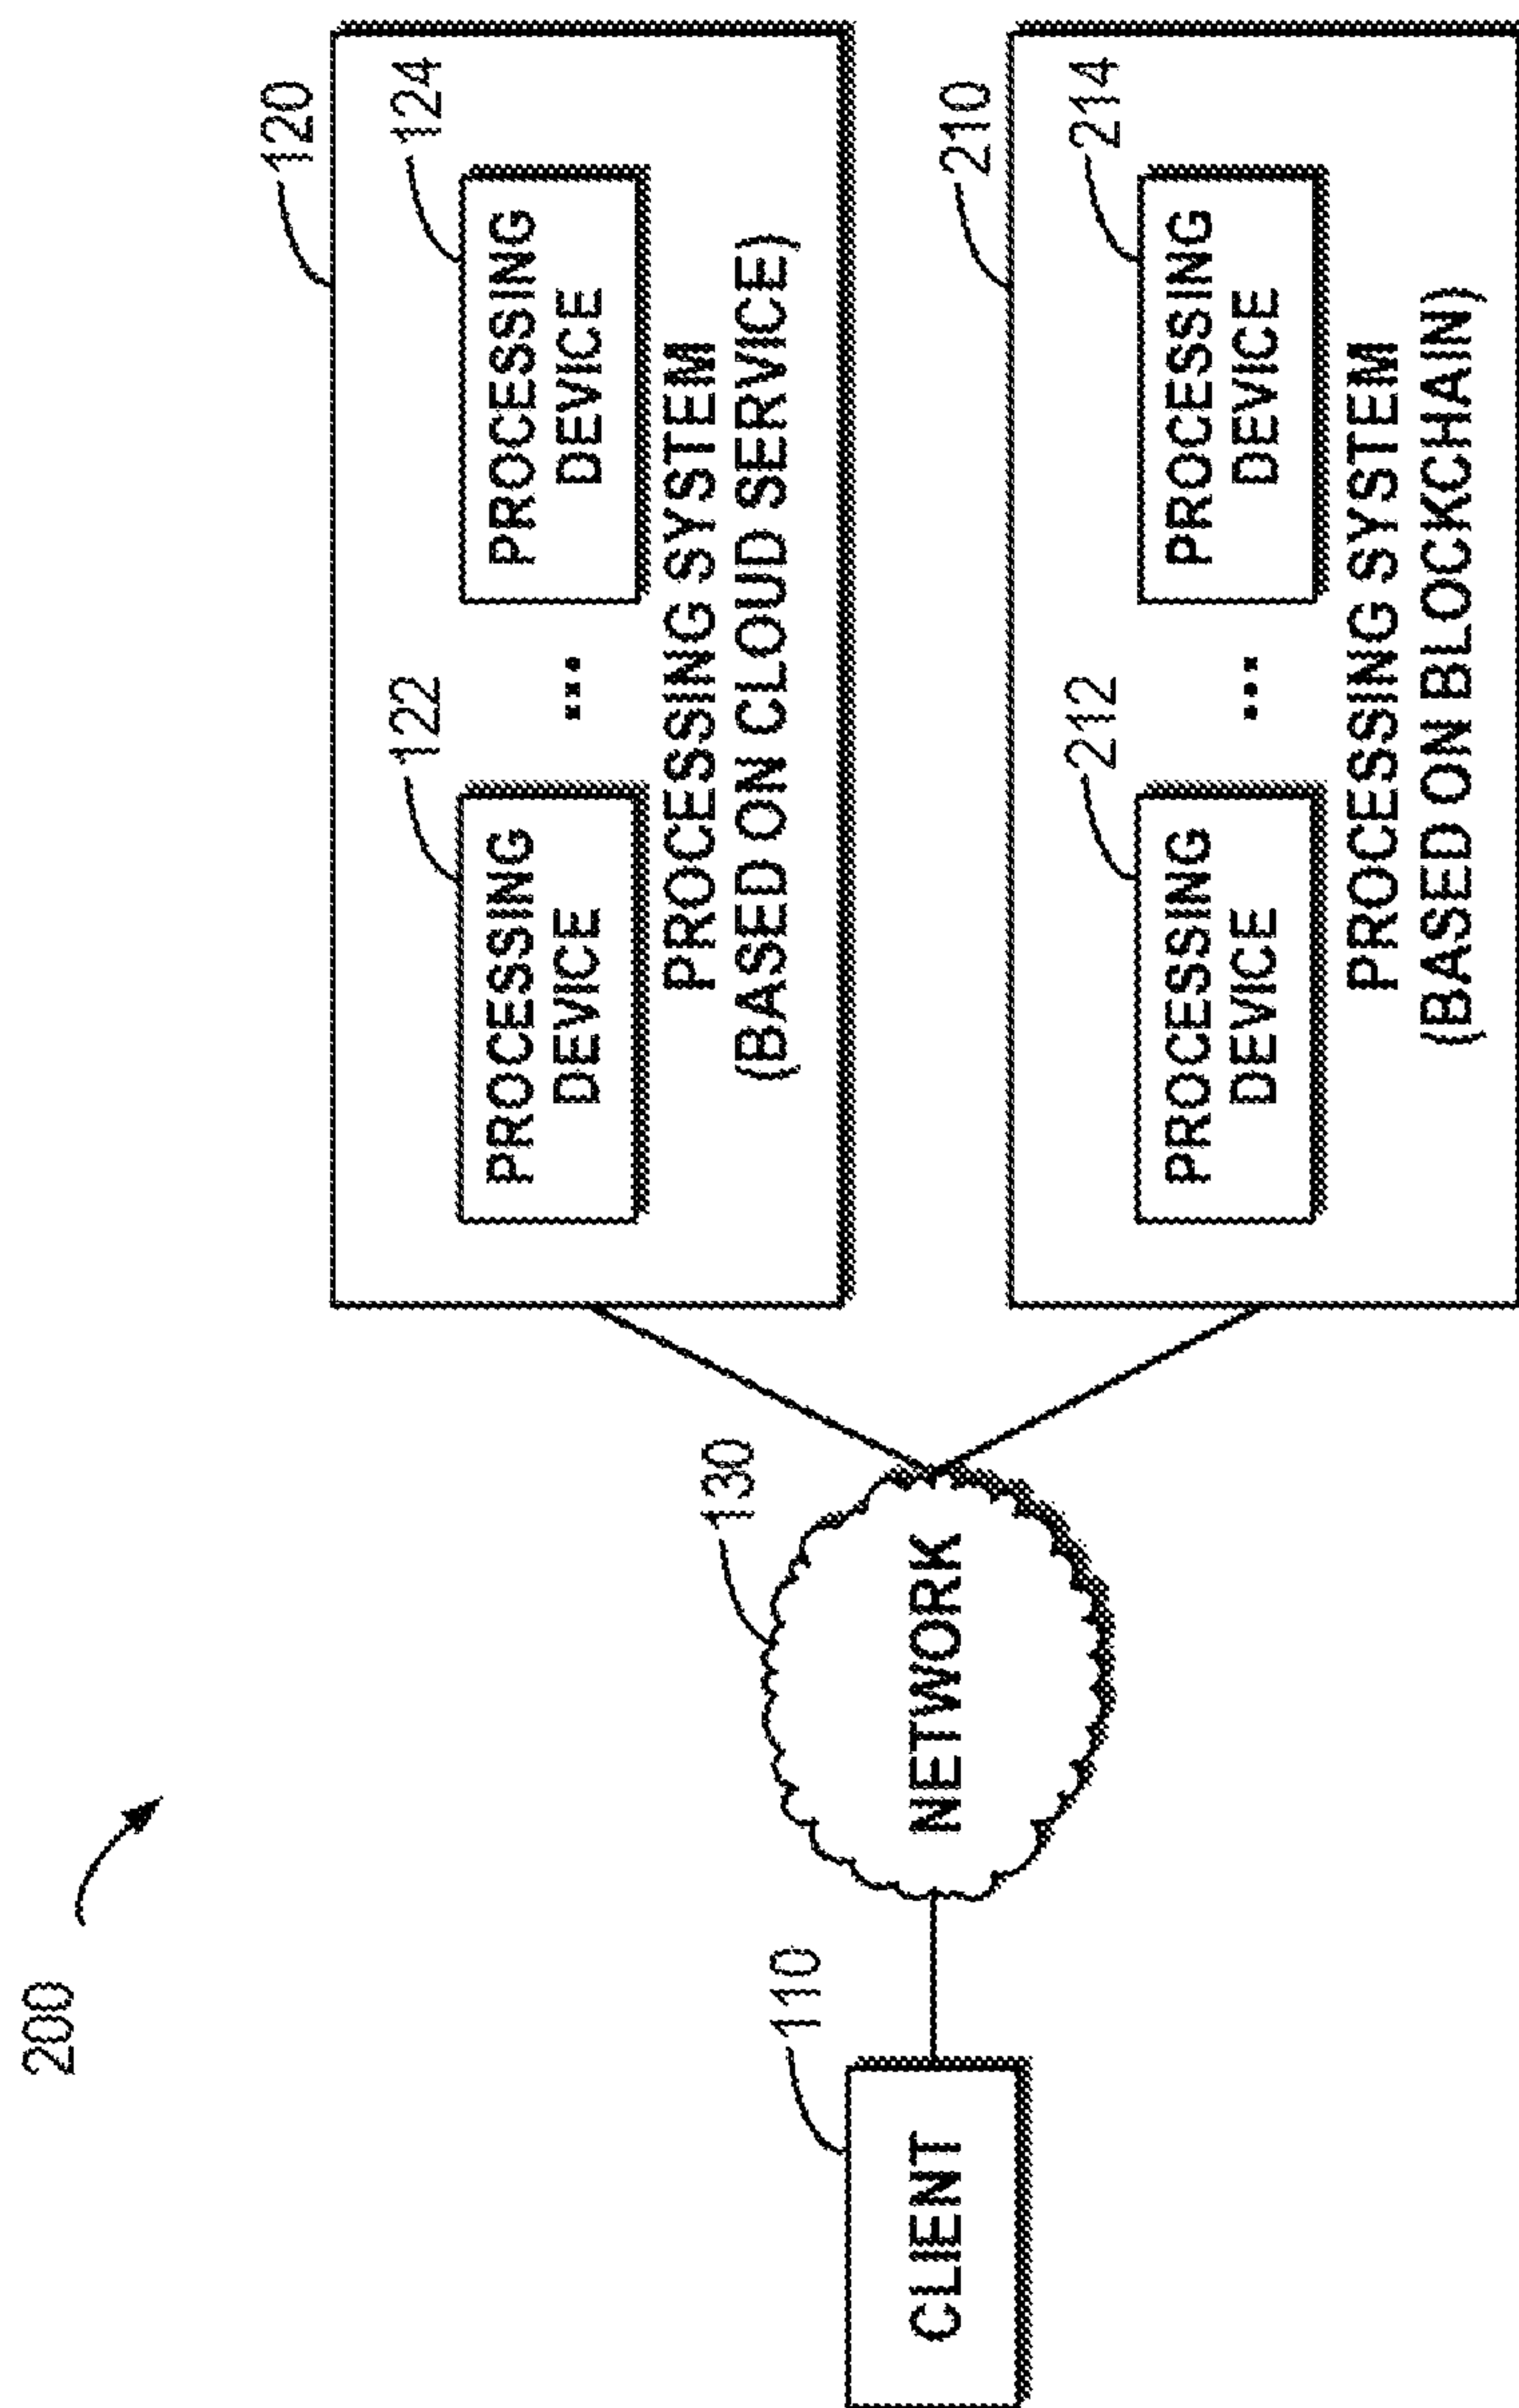 200
120
122
124
PROCESSING
DEVICE
...
PROCESSING
DEVICE
PROCESSING SYSTEM
(BASED ON CLOUD SERVICE)
130
110
CLIENT
NETWORK
210
212
214
PROCESSING
DEVICE
...
PROCESSING
DEVICE
PROCESSING SYSTEM
(BASED ON BLOCKCHAIN)